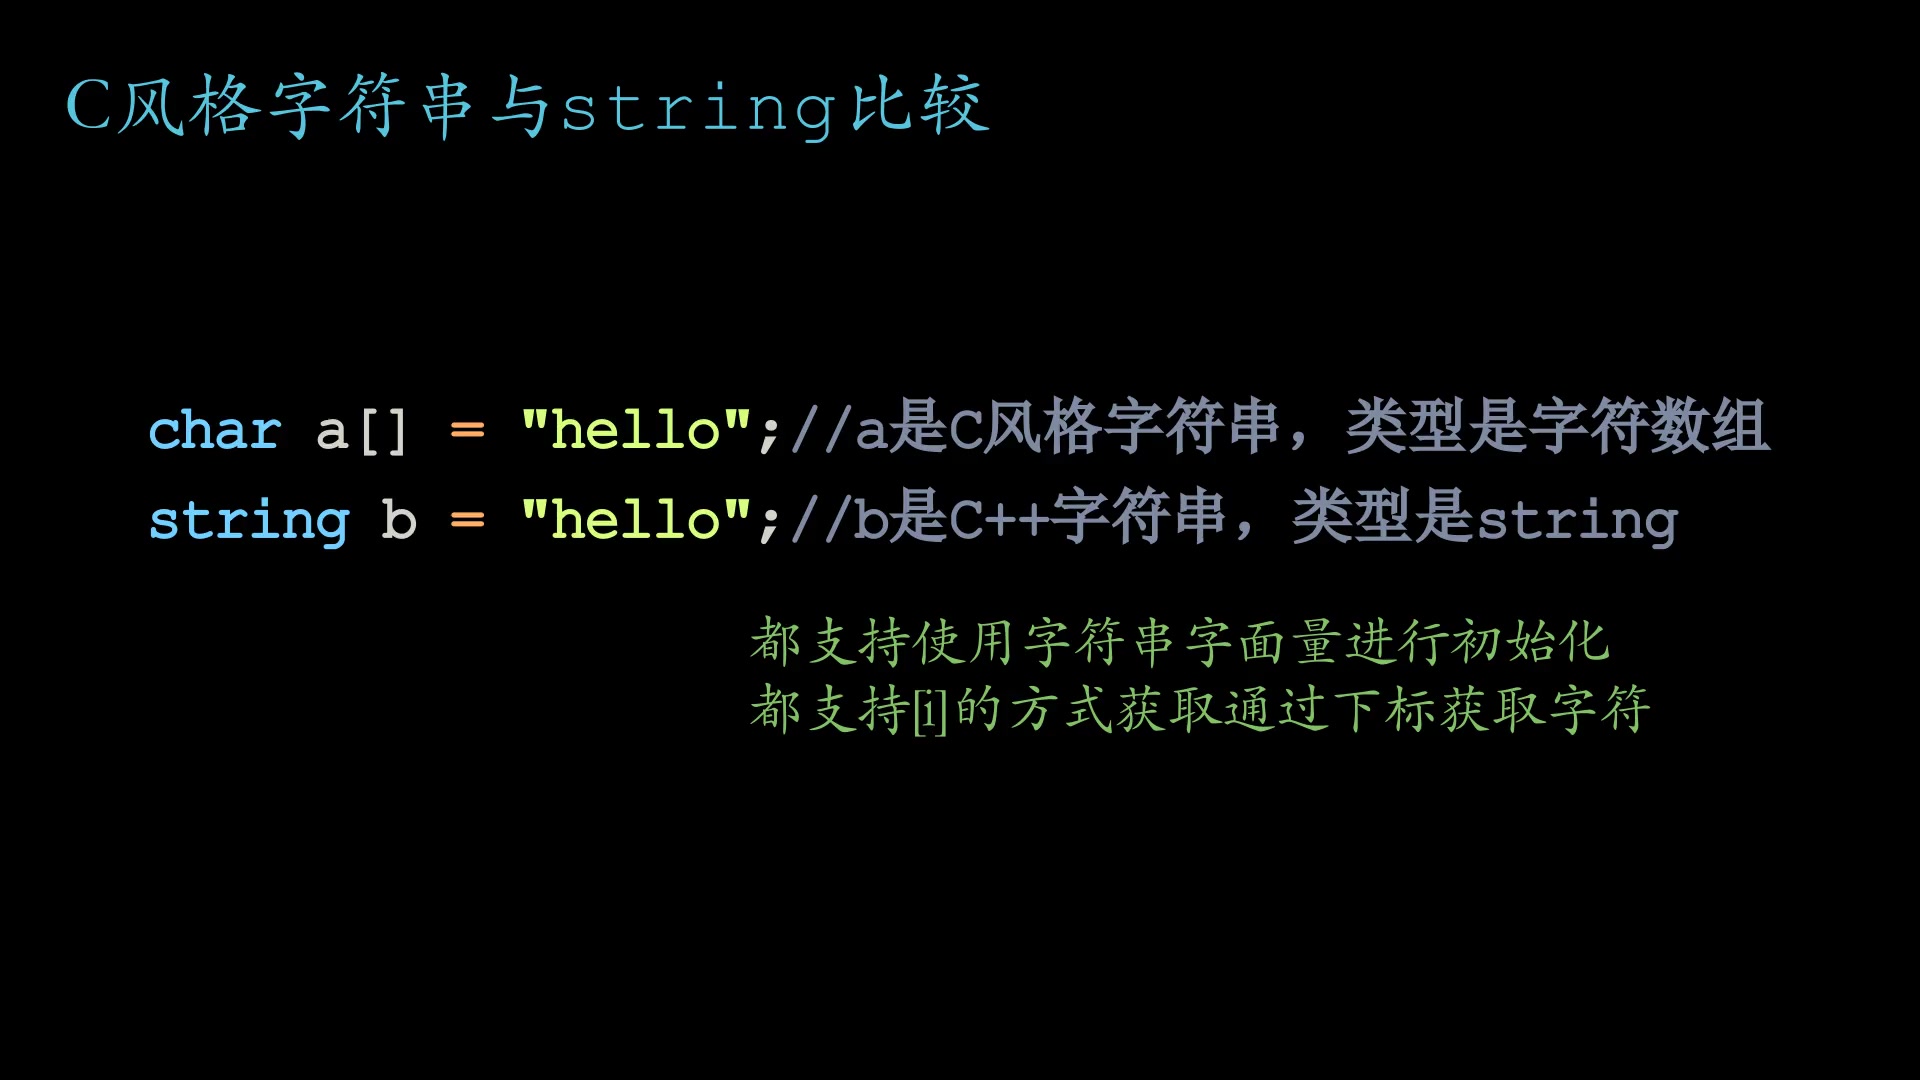 C风格字符串与string比较
char a[] = "hello";//a是C风格字符串，类型是字符数组
string b = "hello";//b是C++字符串，类型是string
都支持使用字符串字面量进行初始化
都支持[i]的方式获取通过下标获取字符